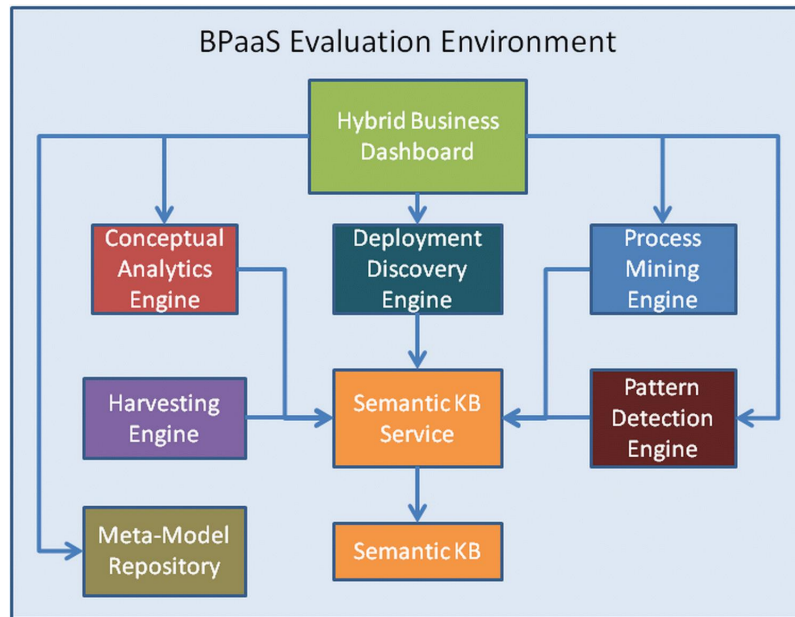 BPaaS Evaluation Environment
Hybrid Business
Dashboard
Conceptual
Analytics
Engine
Deployment
Discovery
Engine
Process
Mining
Engine
Harvesting
Engine
Semantic KB
Service
Pattern
Detection
Engine
Meta-Model
Repository
Semantic KB